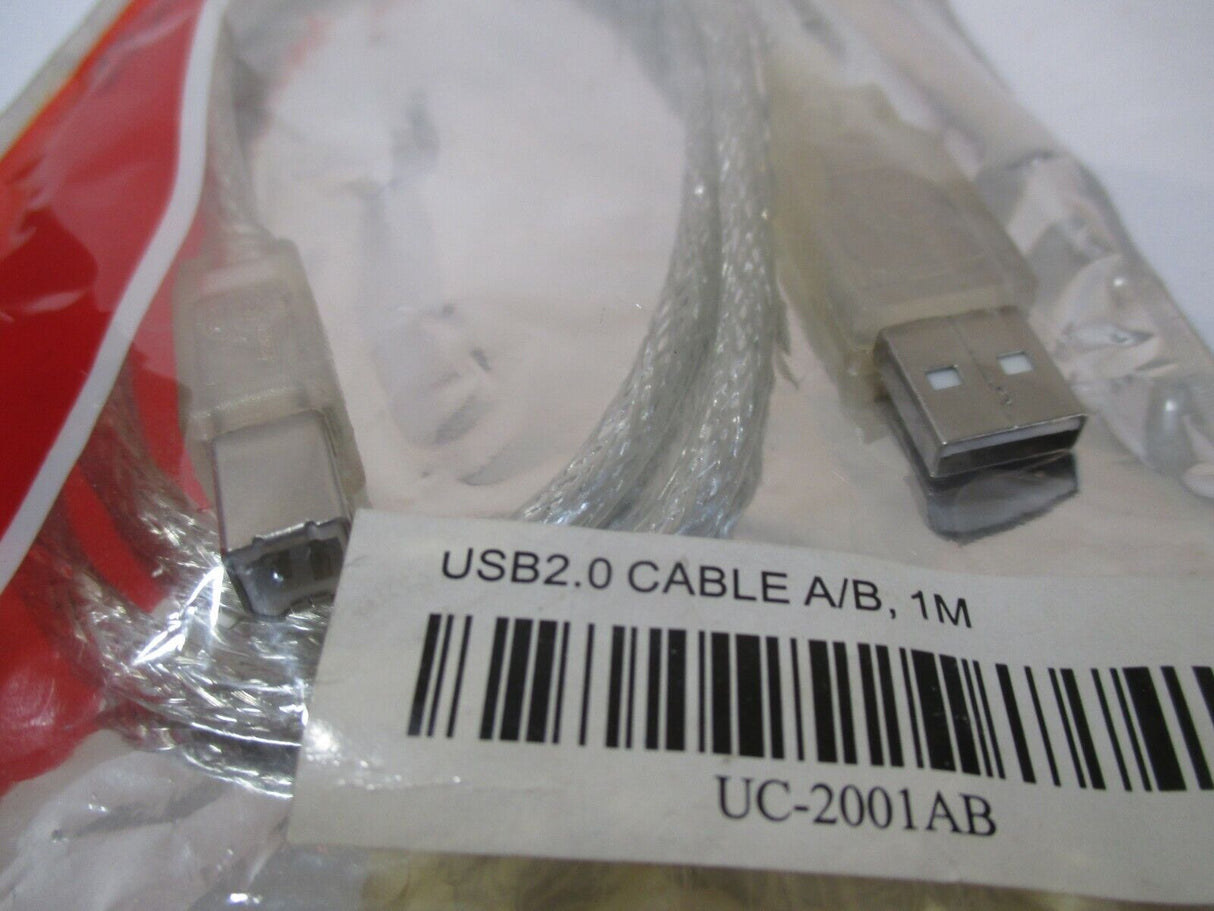 USB2.0 CABLE A/B, 1M
UC-2001AB